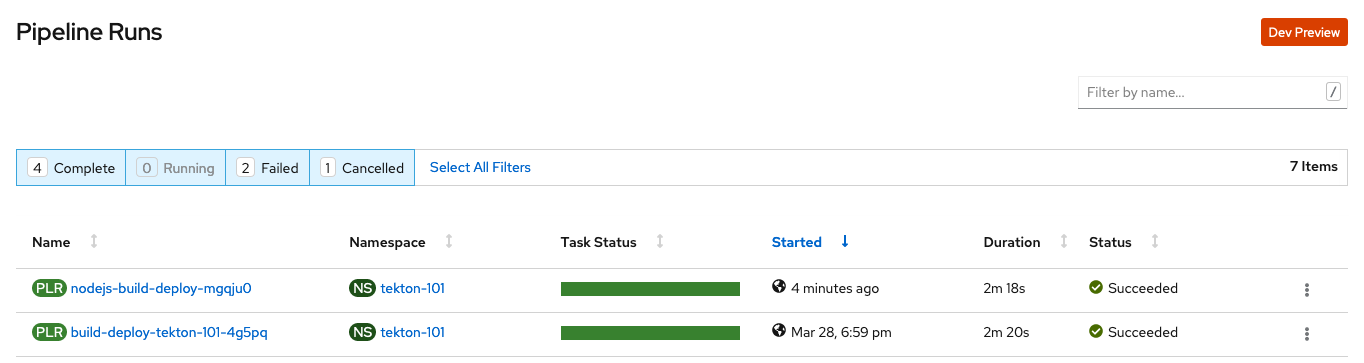 Pipeline Runs
Dev Preview
Filter by name...
/
4 Complete 0 Running 2 Failed 1 Cancelled Select All Filters 7 Items
Name Namespace Task Status Started Duration Status
PLR nodejs-build-deploy-mgqju0 NS tekton-101 4 minutes ago 2m 18s Succeeded
PLR build-deploy-tekton-101-4g5pq NS tekton-101 Mar 28, 6:59 pm 2m 20s Succeeded